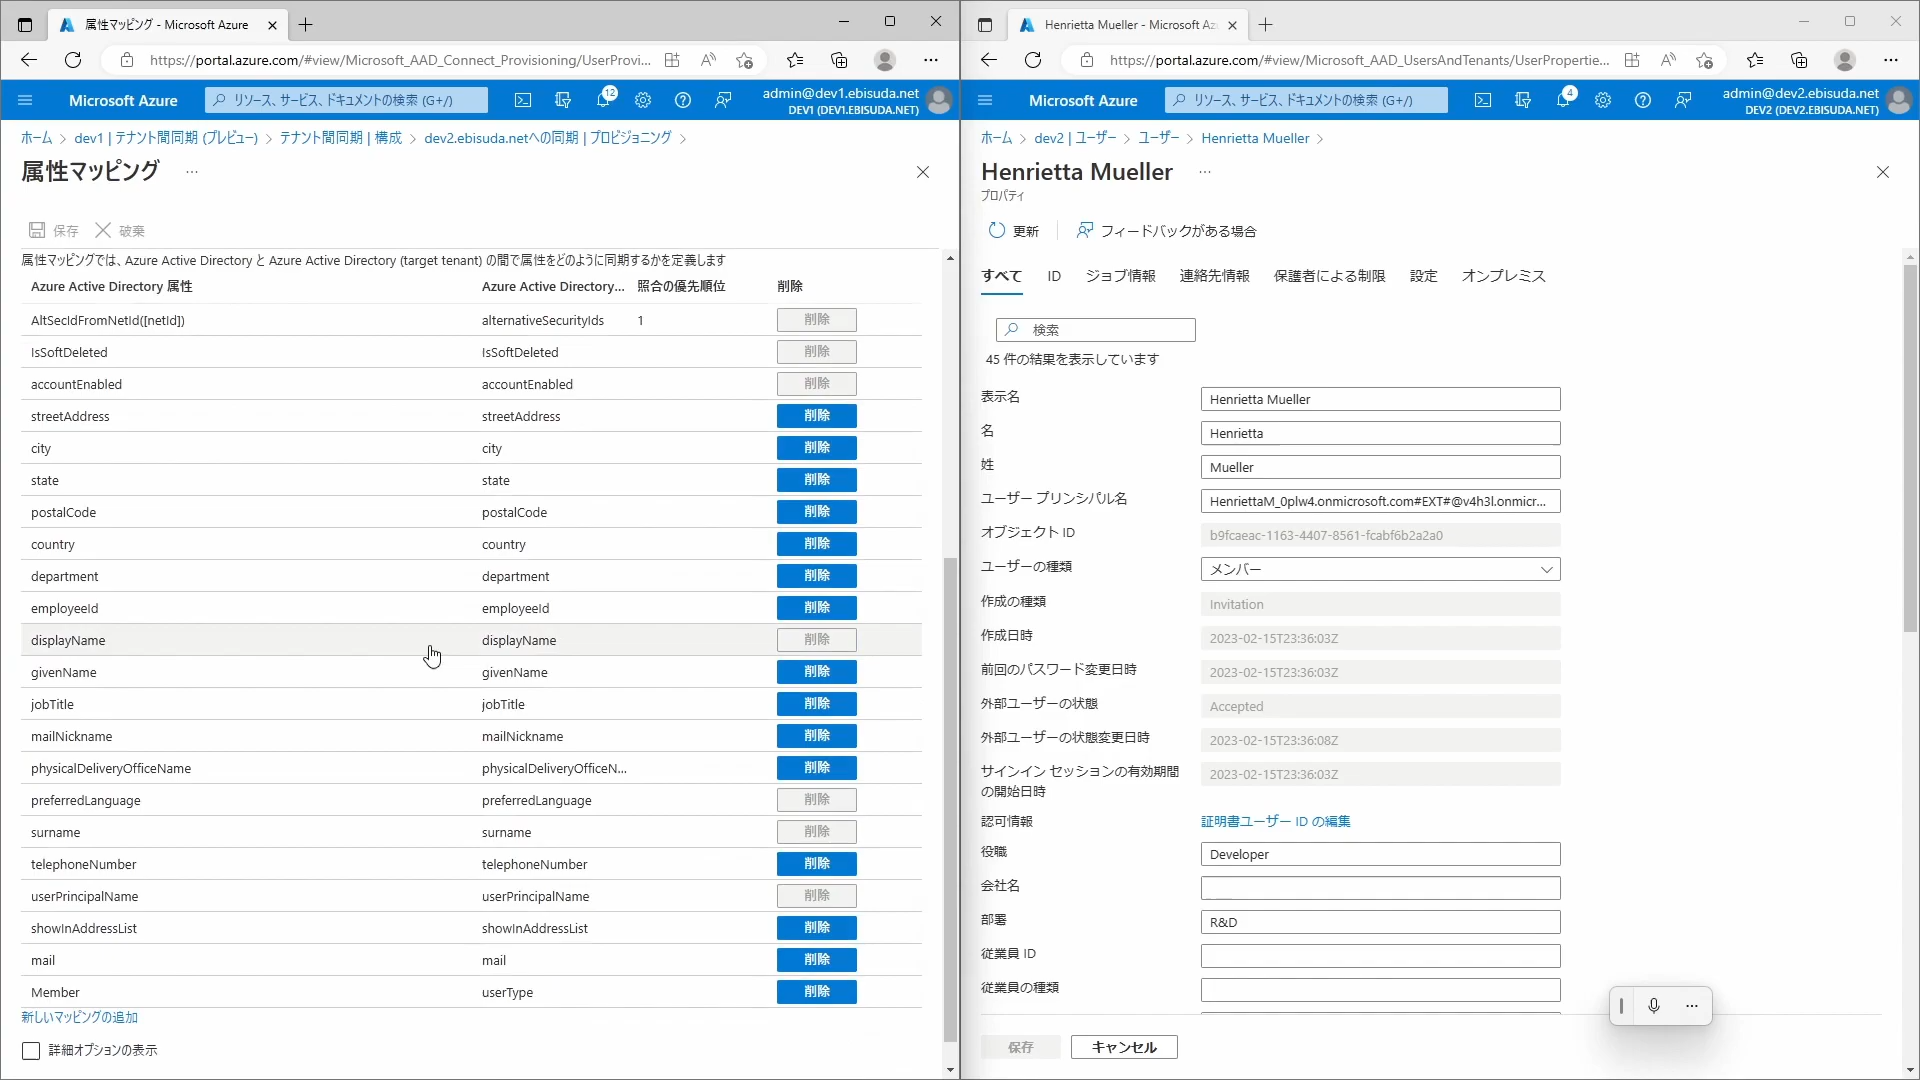 属性マッピング - Microsoft Azure
https://portal.azure.com/#view/Microsoft_AAD_Connect_Provisioning/UserProvi...
Microsoft Azure
リソース、サービス、ドキュメントの検索 (G+/)
12
admin@dev1.ebisuda.net
DEV1 (DEV1.EBISUDA.NET)
ホーム > dev1 | テナント間同期 (プレビュー) > テナント間同期 | 構成 > dev2.ebisuda.netへの同期 | プロビジョニング >
属性マッピング ...
保存 破棄
属性マッピングでは、Azure Active Directory と Azure Active Directory (target tenant) の間で属性をどのように同期するかを定義します
Azure Active Directory 属性 Azure Active Directory... 照合の優先順位 削除
AltSecIdFromNetId([netId]) alternativeSecurityIds 1 削除
IsSoftDeleted IsSoftDeleted 削除
accountEnabled accountEnabled 削除
streetAddress streetAddress 削除
city city 削除
state state 削除
postalCode postalCode 削除
country country 削除
department department 削除
employeeId employeeId 削除
displayName displayName 削除
givenName givenName 削除
jobTitle jobTitle 削除
mailNickname mailNickname 削除
physicalDeliveryOfficeName physicalDeliveryOfficeN... 削除
preferredLanguage preferredLanguage 削除
surname surname 削除
telephoneNumber telephoneNumber 削除
userPrincipalName userPrincipalName 削除
showInAddressList showInAddressList 削除
mail mail 削除
Member userType 削除
新しいマッピングの追加
詳細オプションの表示
Henrietta Mueller - Microsoft Az
https://portal.azure.com/#view/Microsoft_AAD_UsersAndTenants/UserPropertie...
Microsoft Azure
リソース、サービス、ドキュメントの検索 (G+/)
4
admin@dev2.ebisuda.net
DEV2 (DEV2.EBISUDA.NET)
ホーム > dev2 | ユーザー > ユーザー > Henrietta Mueller >
Henrietta Mueller ...
プロパティ
更新 フィードバックがある場合
すべて ID ジョブ情報 連絡先情報 保護者による制限 設定 オンプレミス
検索
45 件の結果を表示しています
表示名 Henrietta Mueller
名 Henrietta
姓 Mueller
ユーザー プリンシパル名 HenriettaM_0plw4.onmicrosoft.com#EXT#@v4h3l.onmicr...
オブジェクト ID b9fcaeac-1163-4407-8561-fcabf6b2a2a0
ユーザーの種類 メンバー
作成の種類 Invitation
作成日時 2023-02-15T23:36:03Z
前回のパスワード変更日時 2023-02-15T23:36:03Z
外部ユーザーの状態 Accepted
外部ユーザーの状態変更日時 2023-02-15T23:36:08Z
サインイン セッションの有効期間 2023-02-15T23:36:03Z
の開始日時
認可情報 証明書ユーザー ID の編集
役職 Developer
会社名
部署 R&D
従業員 ID
従業員の種類
保存 キャンセル